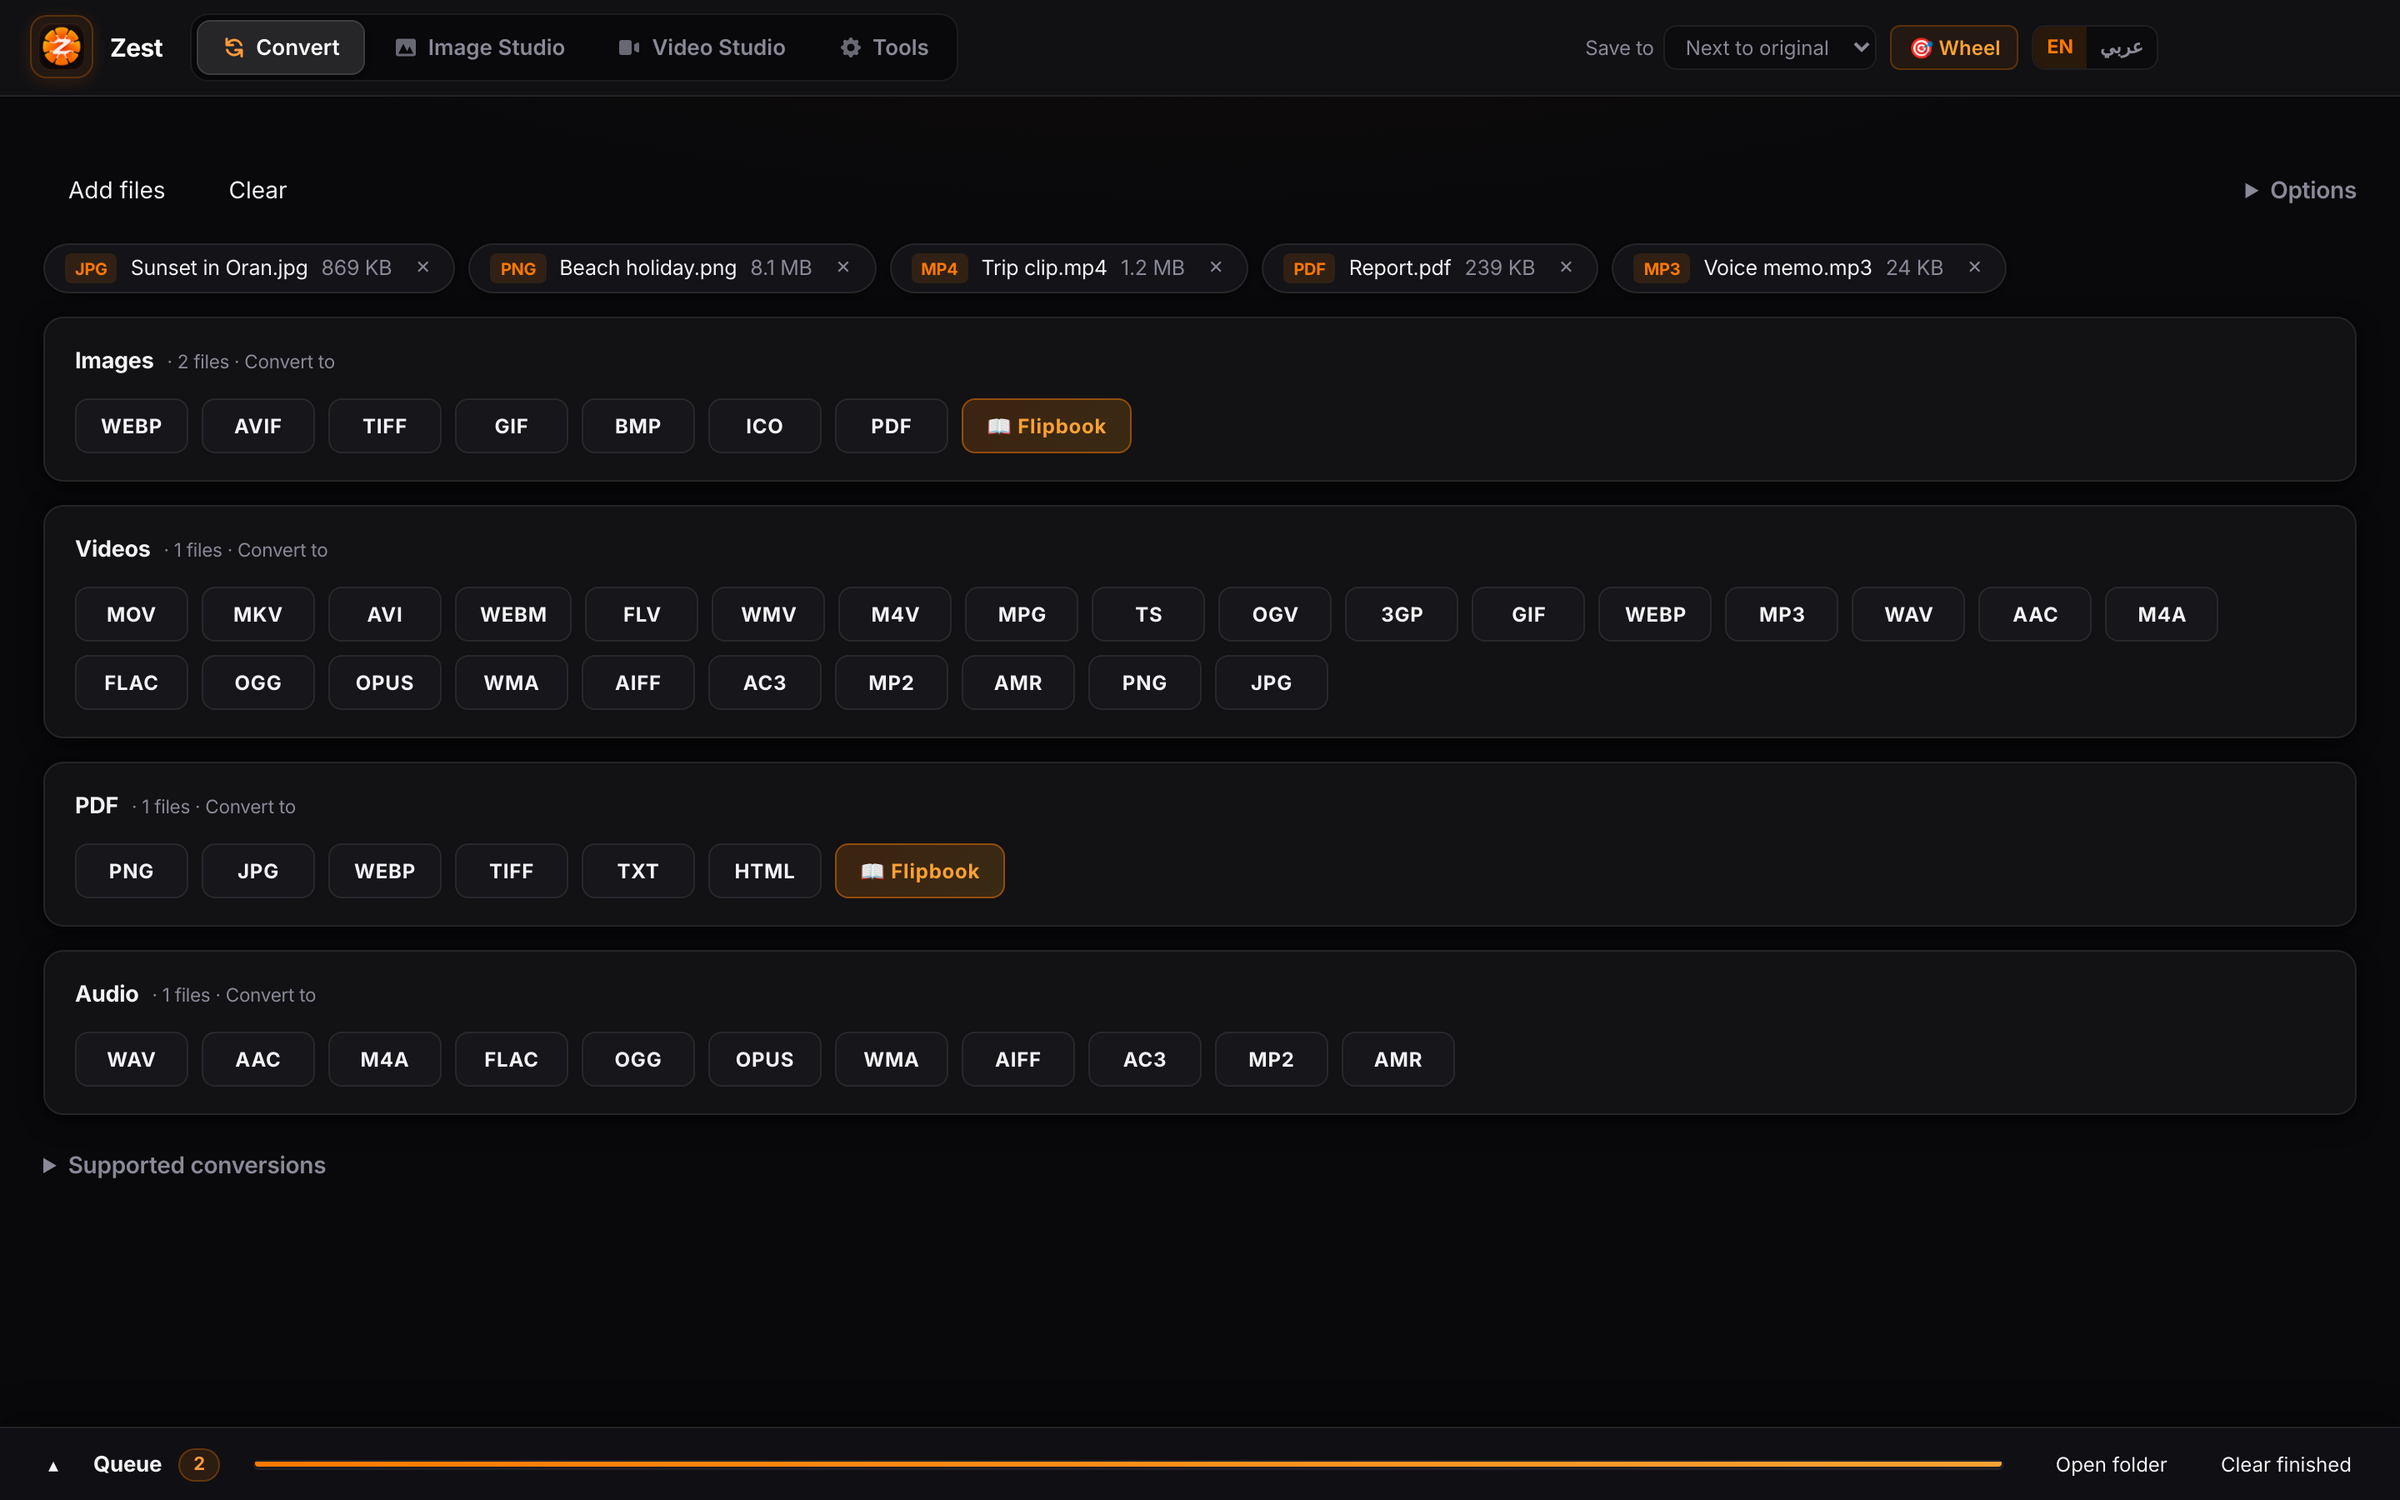 Zest Convert Image Studio Video Studio Tools Save to Next to original Wheel EN عربي
Add files Clear Options
JPG Sunset in Oran.jpg 869 KB × PNG Beach holiday.png 8.1 MB × MP4 Trip clip.mp4 1.2 MB × PDF Report.pdf 239 KB × MP3 Voice memo.mp3 24 KB ×
Images · 2 files · Convert to
WEBP AVIF TIFF GIF BMP ICO PDF Flipbook
Videos · 1 files · Convert to
MOV MKV AVI WEBM FLV WMV M4V MPG TS OGV 3GP GIF WEBP MP3 WAV AAC M4A
FLAC OGG OPUS WMA AIFF AC3 MP2 AMR PNG JPG
PDF · 1 files · Convert to
PNG JPG WEBP TIFF TXT HTML Flipbook
Audio · 1 files · Convert to
WAV AAC M4A FLAC OGG OPUS WMA AIFF AC3 MP2 AMR
Supported conversions
Queue 2 Open folder Clear finished